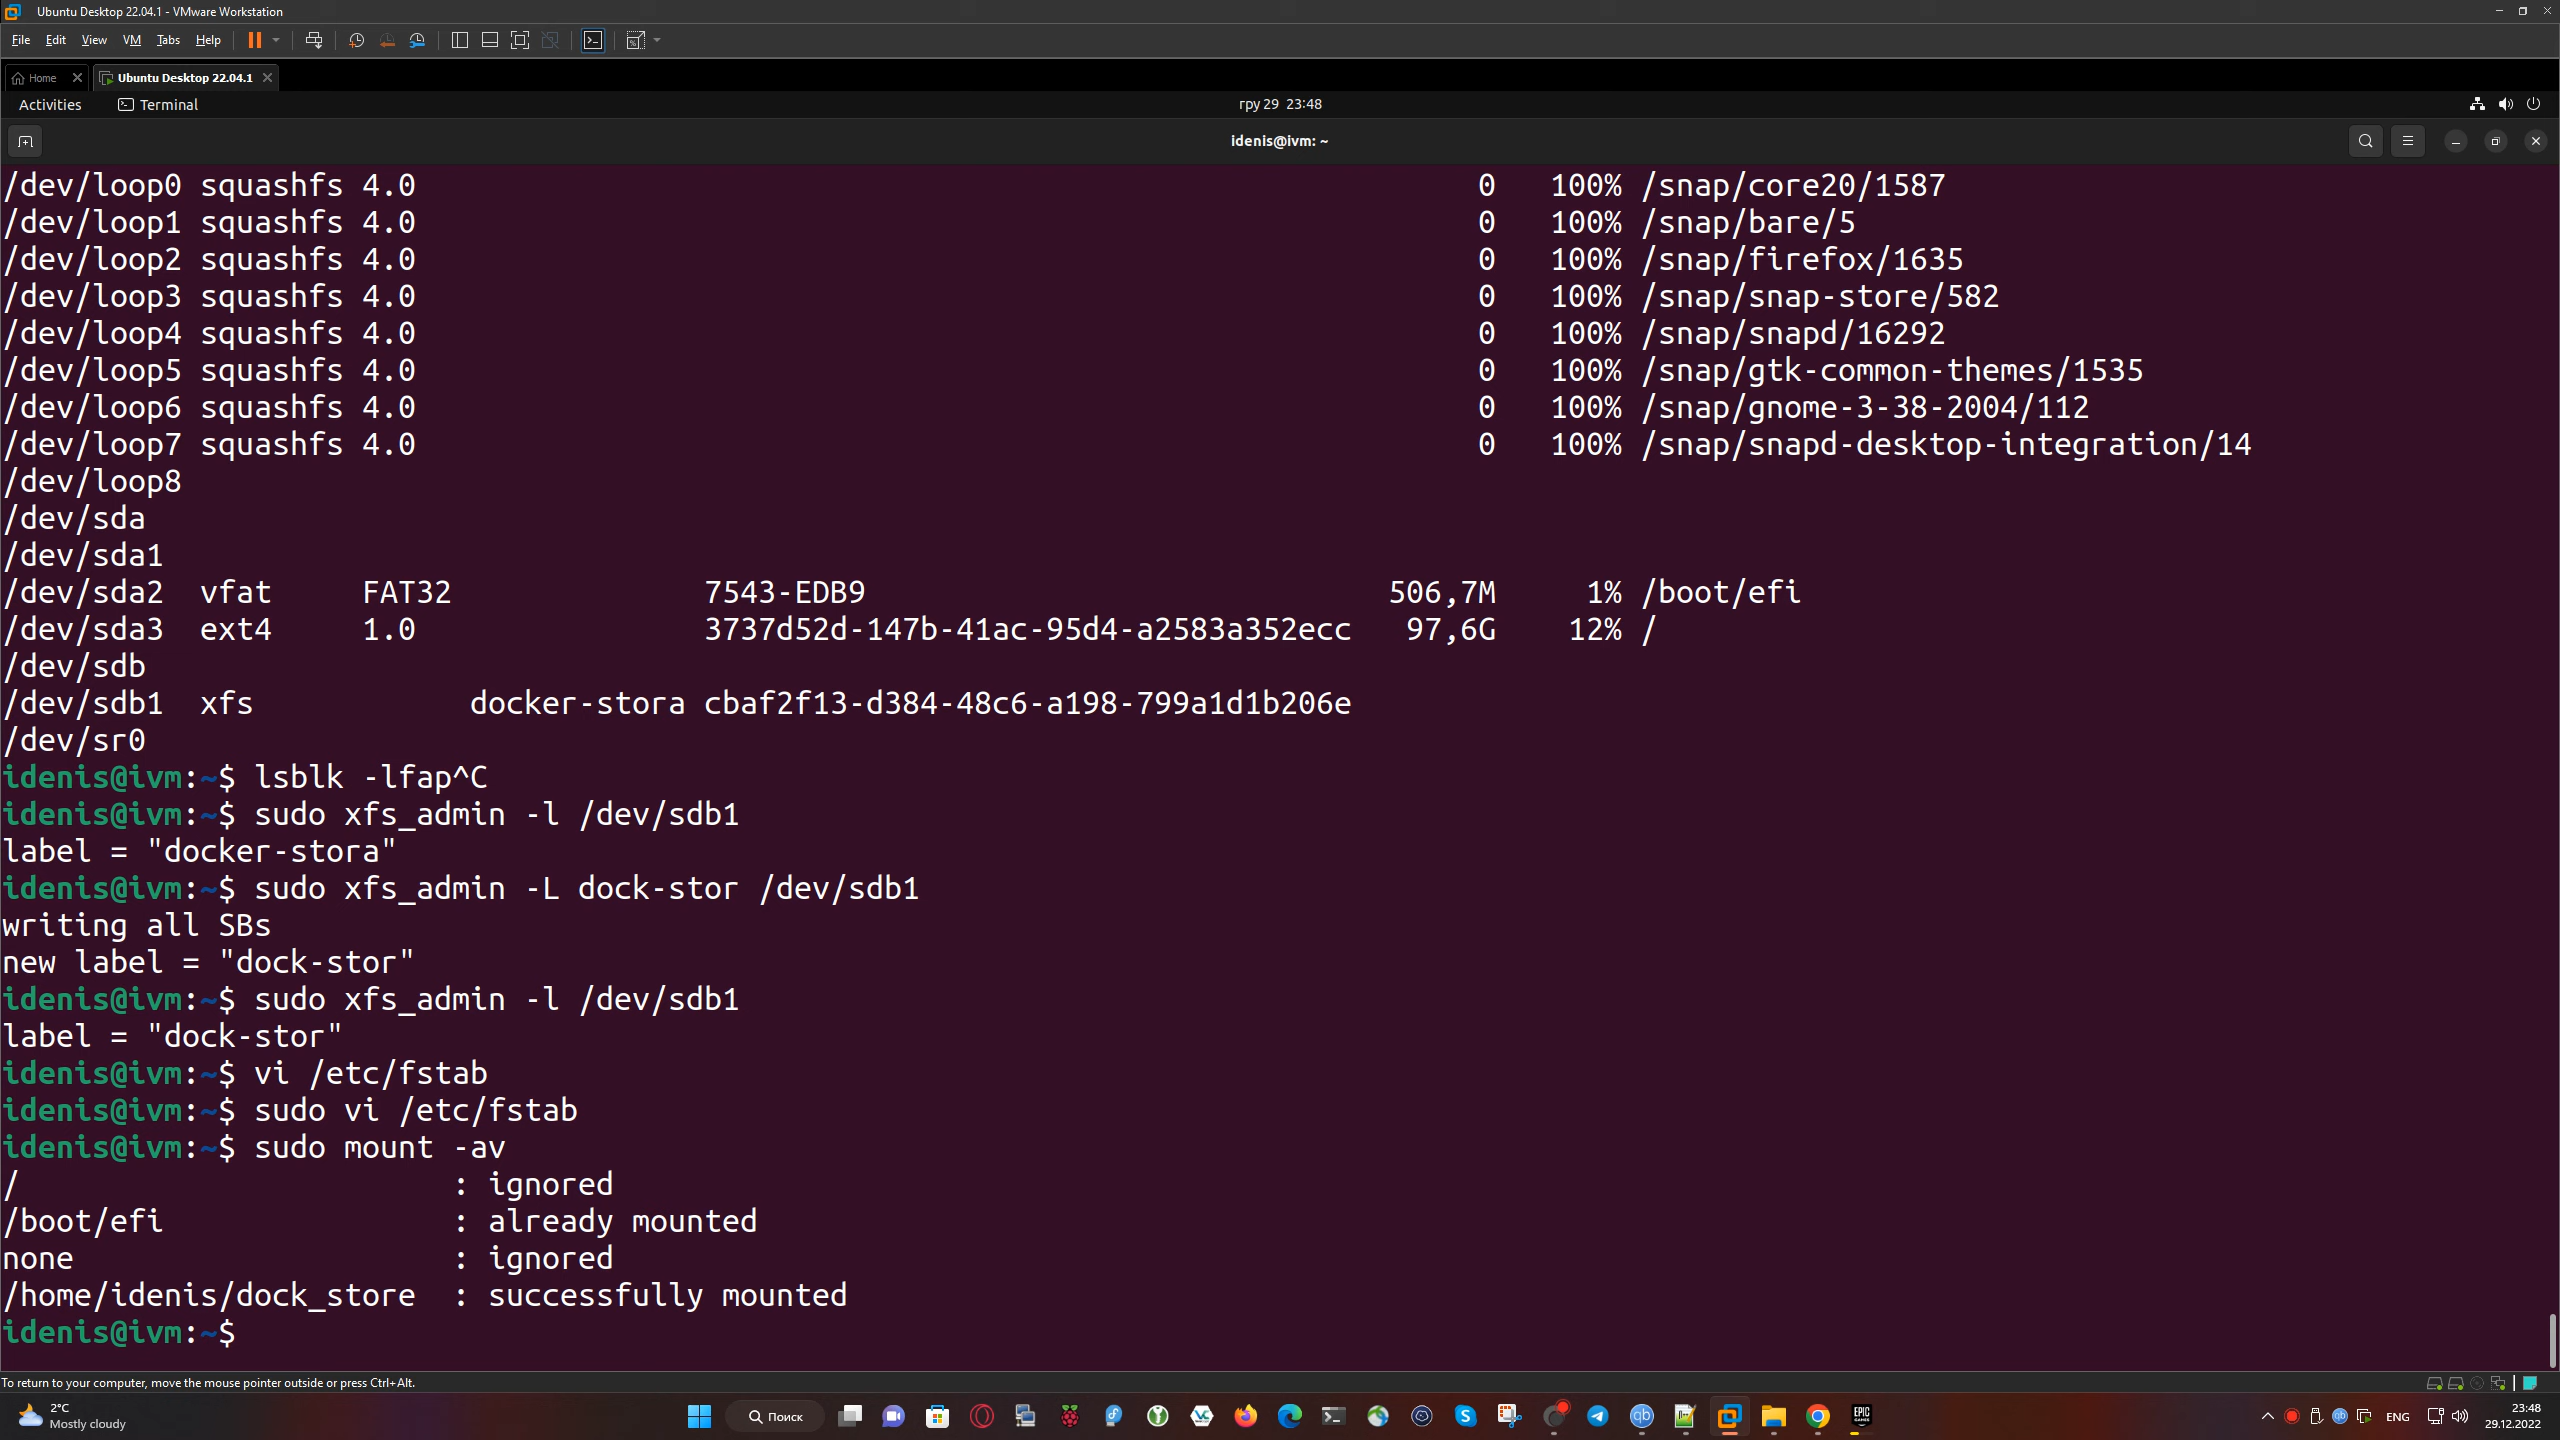 Ubuntu Desktop 22.04.1 - VMware Workstation
File Edit View VM Tabs Help
Home Ubuntu Desktop 22.04.1
Activities Terminal гру 29 23:48
idenis@ivm: ~
/dev/loop0 squashfs 4.0 0 100% /snap/core20/1587
/dev/loop1 squashfs 4.0 0 100% /snap/bare/5
/dev/loop2 squashfs 4.0 0 100% /snap/firefox/1635
/dev/loop3 squashfs 4.0 0 100% /snap/snap-store/582
/dev/loop4 squashfs 4.0 0 100% /snap/snapd/16292
/dev/loop5 squashfs 4.0 0 100% /snap/gtk-common-themes/1535
/dev/loop6 squashfs 4.0 0 100% /snap/gnome-3-38-2004/112
/dev/loop7 squashfs 4.0 0 100% /snap/snapd-desktop-integration/14
/dev/loop8
/dev/sda
/dev/sda1
/dev/sda2 vfat FAT32 7543-EDB9 506,7M 1% /boot/efi
/dev/sda3 ext4 1.0 3737d52d-147b-41ac-95d4-a2583a352ecc 97,6G 12% /
/dev/sdb
/dev/sdb1 xfs docker-stora cbaf2f13-d384-48c6-a198-799a1d1b206e
/dev/sr0
idenis@ivm:~$ lsblk -lfap^C
idenis@ivm:~$ sudo xfs_admin -l /dev/sdb1
label = "docker-stora"
idenis@ivm:~$ sudo xfs_admin -L dock-stor /dev/sdb1
writing all SBs
new label = "dock-stor"
idenis@ivm:~$ sudo xfs_admin -l /dev/sdb1
label = "dock-stor"
idenis@ivm:~$ vi /etc/fstab
idenis@ivm:~$ sudo vi /etc/fstab
idenis@ivm:~$ sudo mount -av
/ : ignored
/boot/efi : already mounted
none : ignored
/home/idenis/dock_store : successfully mounted
idenis@ivm:~$
To return to your computer, move the mouse pointer outside or press Ctrl+Alt.
2°C
Mostly cloudy
Поиск
qb
EPIC
GAMES
ENG
23:48
29.12.2022